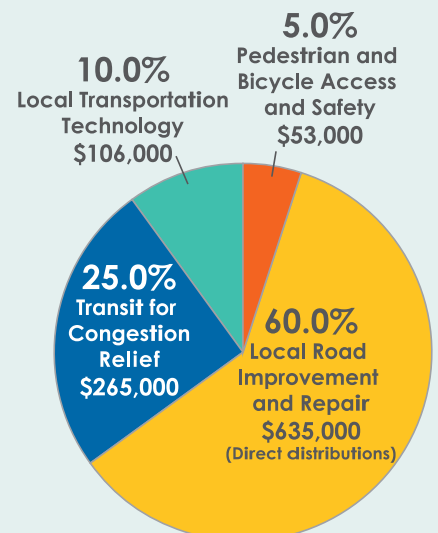 5.0%
Pedestrian and
Bicycle Access
and Safety
$53,000
10.0%
Local Transportation
Technology
$106,000
25.0%
Transit for
Congestion
Relief
$265,000
60.0%
Local Road
Improvement
and Repair
$635,000
(Direct distributions)